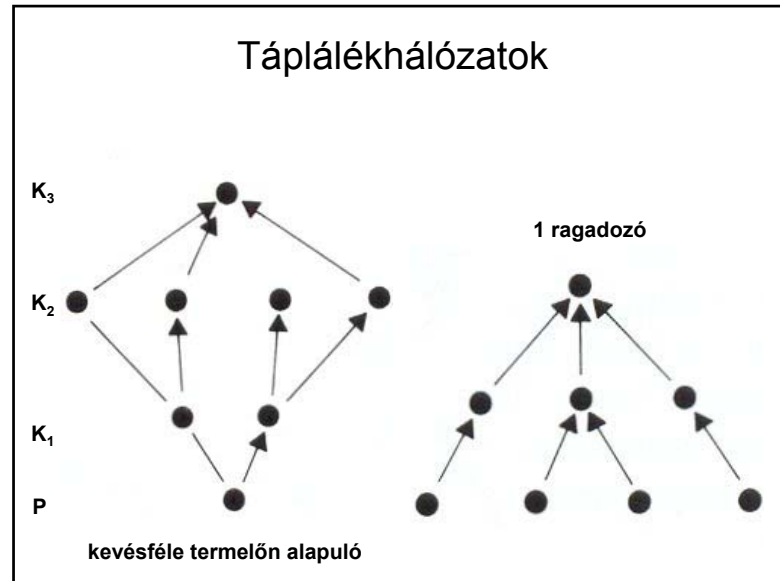 Táplálékhálózatok
K₃
1 ragadozó
K₂
K₁
P
kevésféle termelőn alapuló